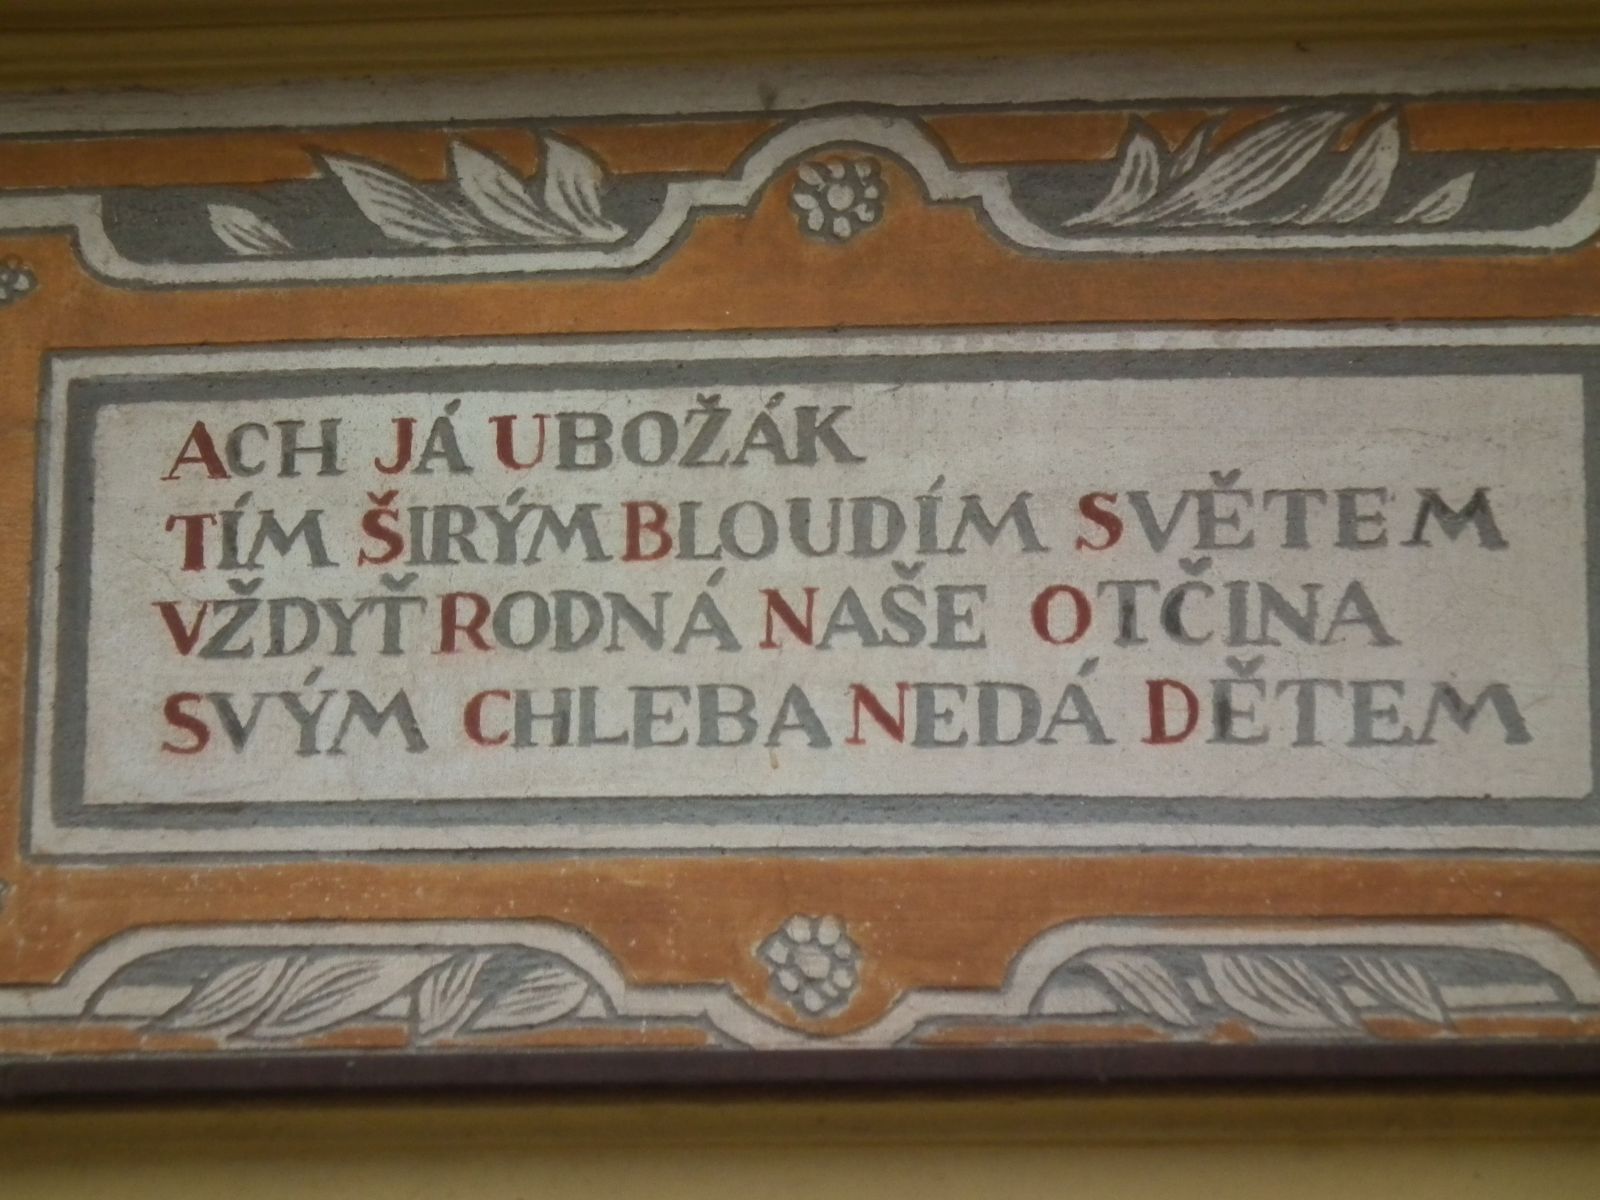 ACH JÁ UBOŽÁK
TÍM ŠIRÝM BLOUDÍM SVĚTEM
VŽDYŤ RODNÁ NAŠE OTČINA
SVÝM CHLEBA NEDÁ DĚTEM